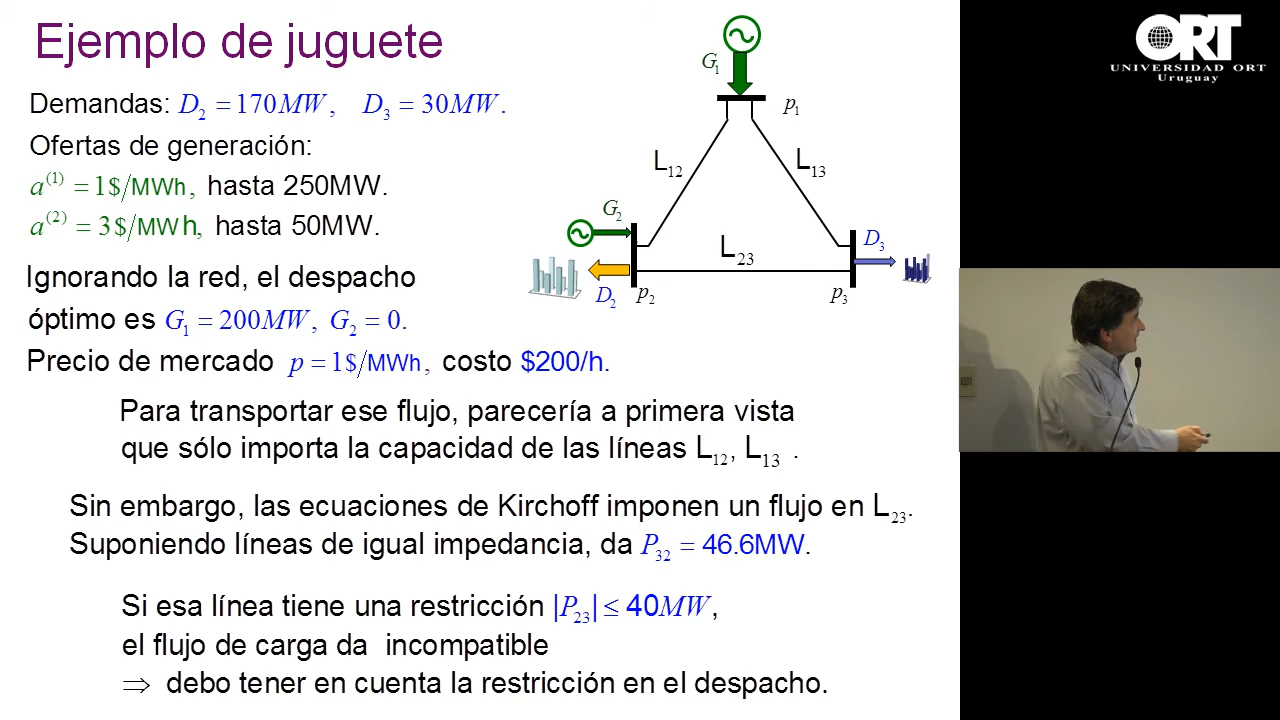 Ejemplo de juguete
Demandas: D₂ = 170MW, D₃ = 30MW.
Ofertas de generación:
a⁽¹⁾ = 1$/MWh, hasta 250MW.
a⁽²⁾ = 3$/MWh, hasta 50MW.
Ignorando la red, el despacho
óptimo es G₁ = 200MW, G₂ = 0.
Precio de mercado p = 1$/MWh, costo $200/h.
Para transportar ese flujo, parecería a primera vista
que sólo importa la capacidad de las líneas L₁₂, L₁₃ .
Sin embargo, las ecuaciones de Kirchoff imponen un flujo en L₂₃.
Suponiendo líneas de igual impedancia, da P₃₂ = 46.6MW.
Si esa línea tiene una restricción |P₂₃| ≤ 40MW,
el flujo de carga da incompatible
⇒ debo tener en cuenta la restricción en el despacho.
G₁
p₁
L₁₂
L₁₃
G₂
L₂₃
D₃
D₂
p₂
p₃
ORT
UNIVERSIDAD ORT
Uruguay